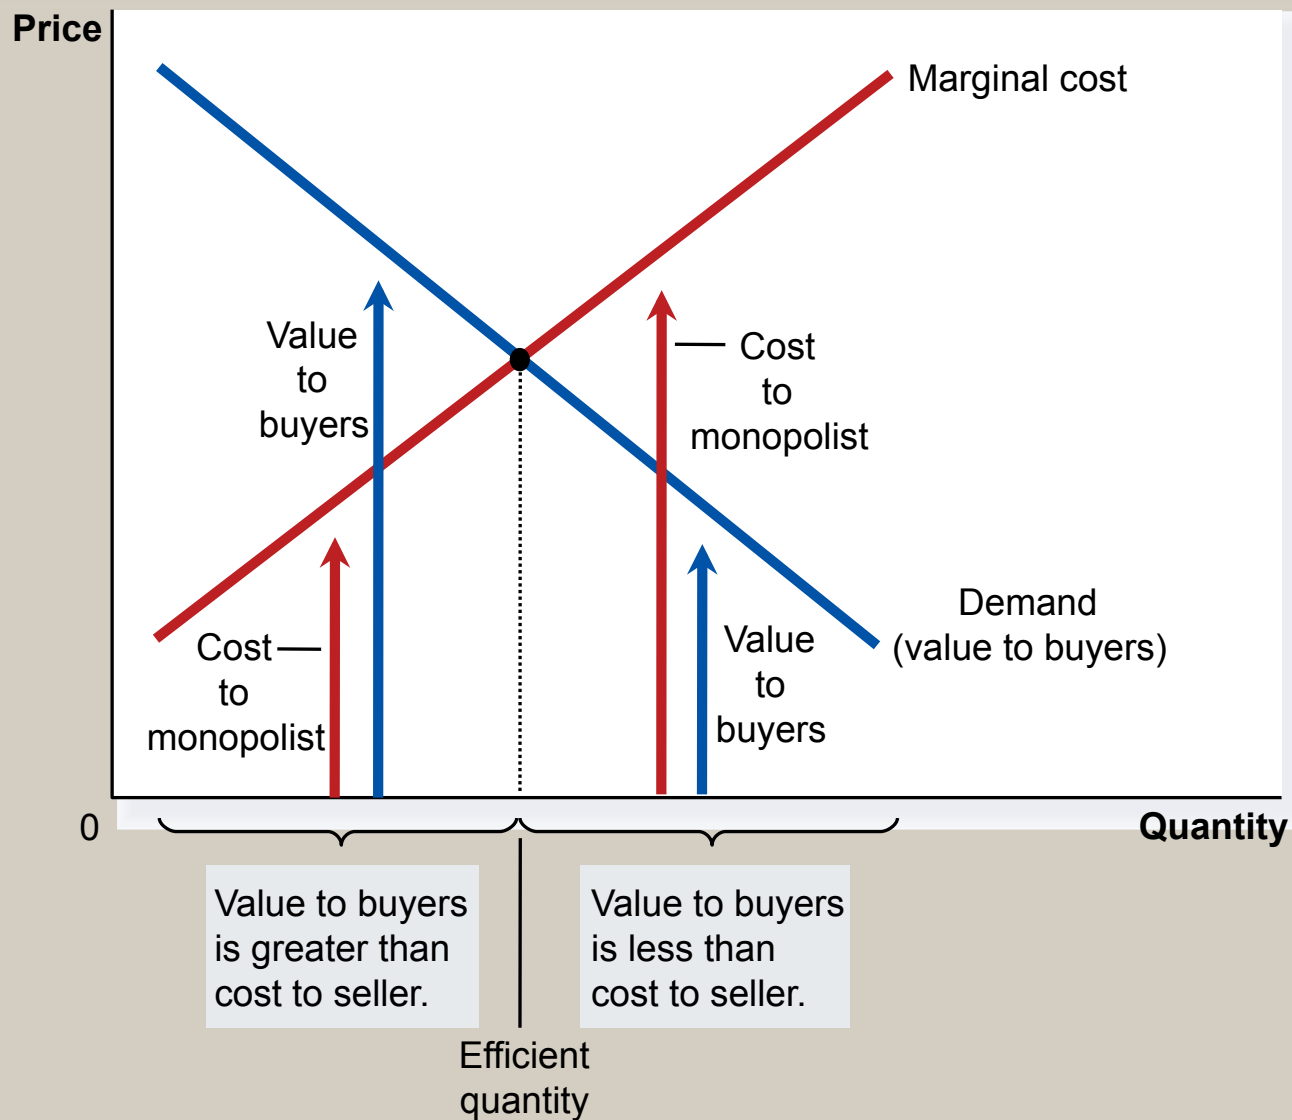 Price
Marginal cost
Value
to
buyers
Cost
to
monopolist
Demand
(value to buyers)
Cost
to
monopolist
Value
to
buyers
0
Quantity
Value to buyers
is greater than
cost to seller.
Value to buyers
is less than
cost to seller.
Efficient
quantity